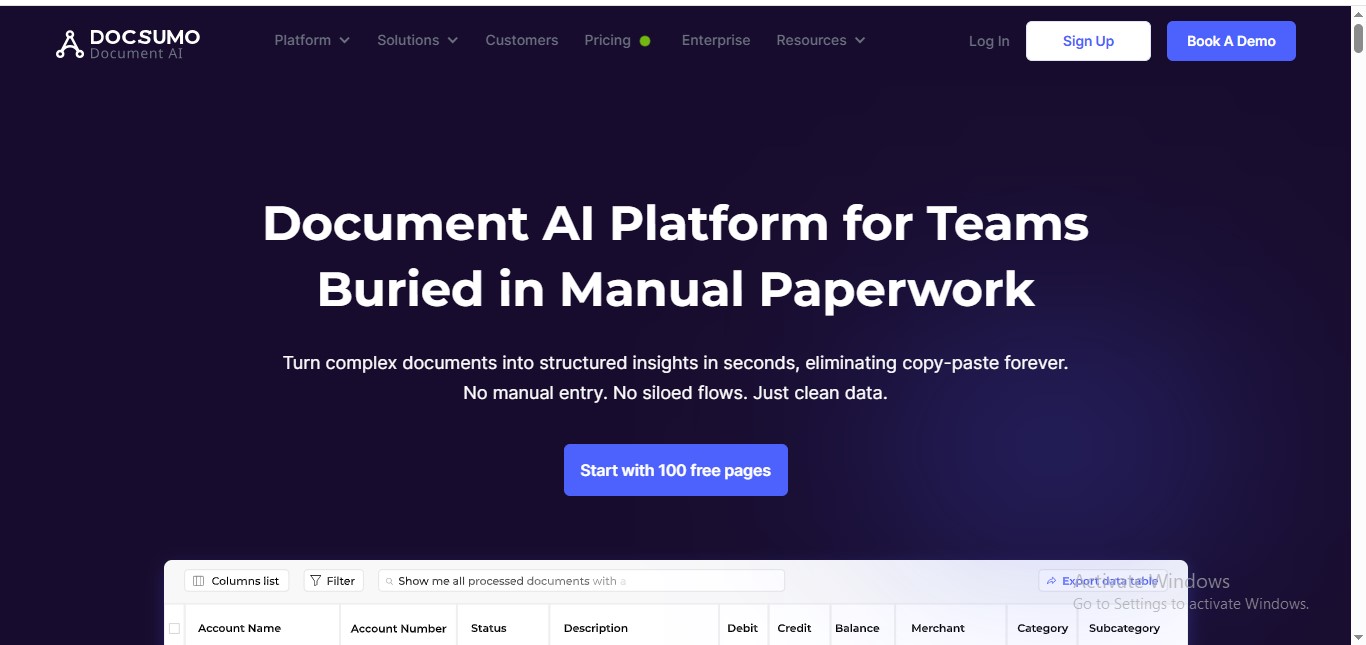 DOCSUMO
Document AI
Platform
Solutions
Customers
Pricing
Enterprise
Resources
Log In
Sign Up
Book A Demo
Document AI Platform for Teams
Buried in Manual Paperwork
Turn complex documents into structured insights in seconds, eliminating copy-paste forever.
No manual entry. No siloed flows. Just clean data.
Start with 100 free pages
Columns list
Filter
Show me all processed documents with a
Export data table
Activate Windows
Go to Settings to activate Windows.
Account Name
Account Number
Status
Description
Debit
Credit
Balance
Merchant
Category
Subcategory